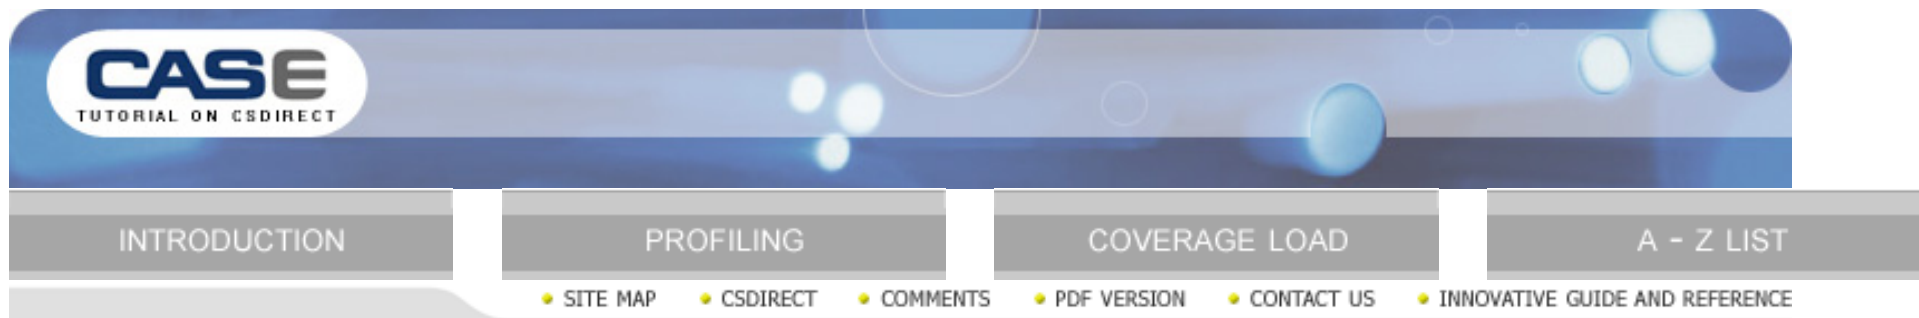 CASE
TUTORIAL ON CSDIRECT
INTRODUCTION PROFILING COVERAGE LOAD A - Z LIST
SITE MAP CSDIRECT COMMENTS PDF VERSION CONTACT US INNOVATIVE GUIDE AND REFERENCE